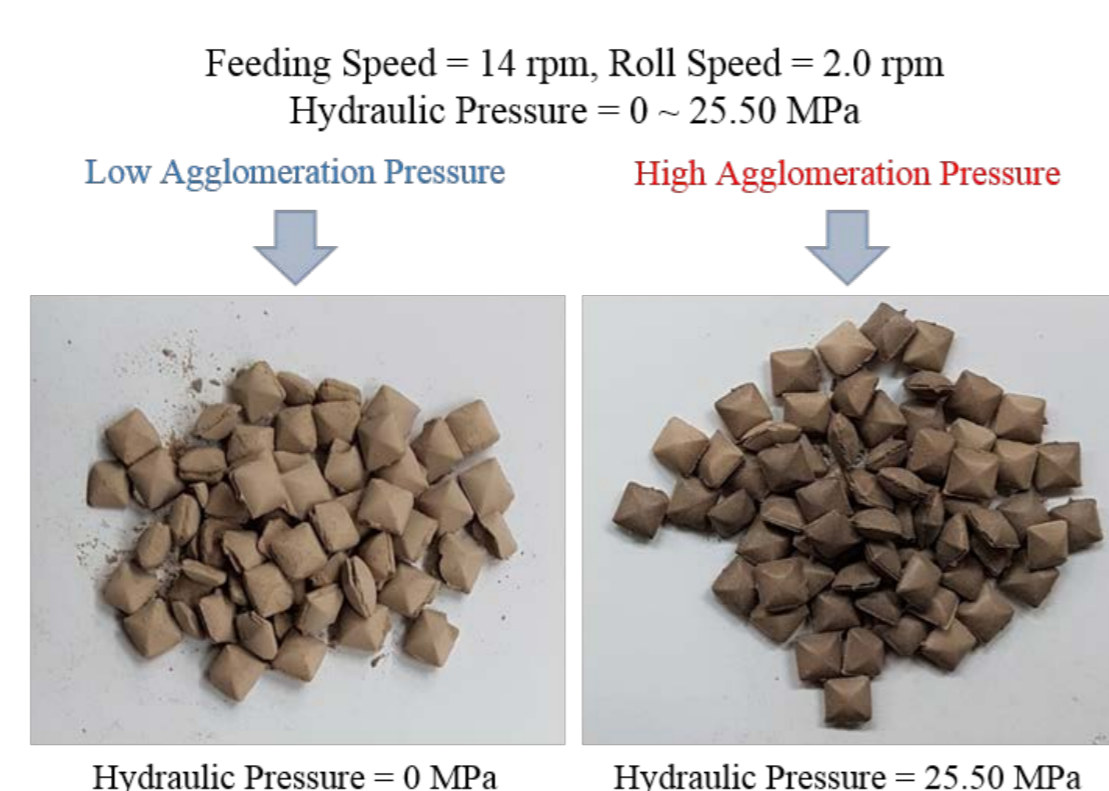 Feeding Speed = 14 rpm, Roll Speed = 2.0 rpm
Hydraulic Pressure = 0 ~ 25.50 MPa
Low Agglomeration Pressure
High Agglomeration Pressure
Hydraulic Pressure = 0 MPa
Hydraulic Pressure = 25.50 MPa